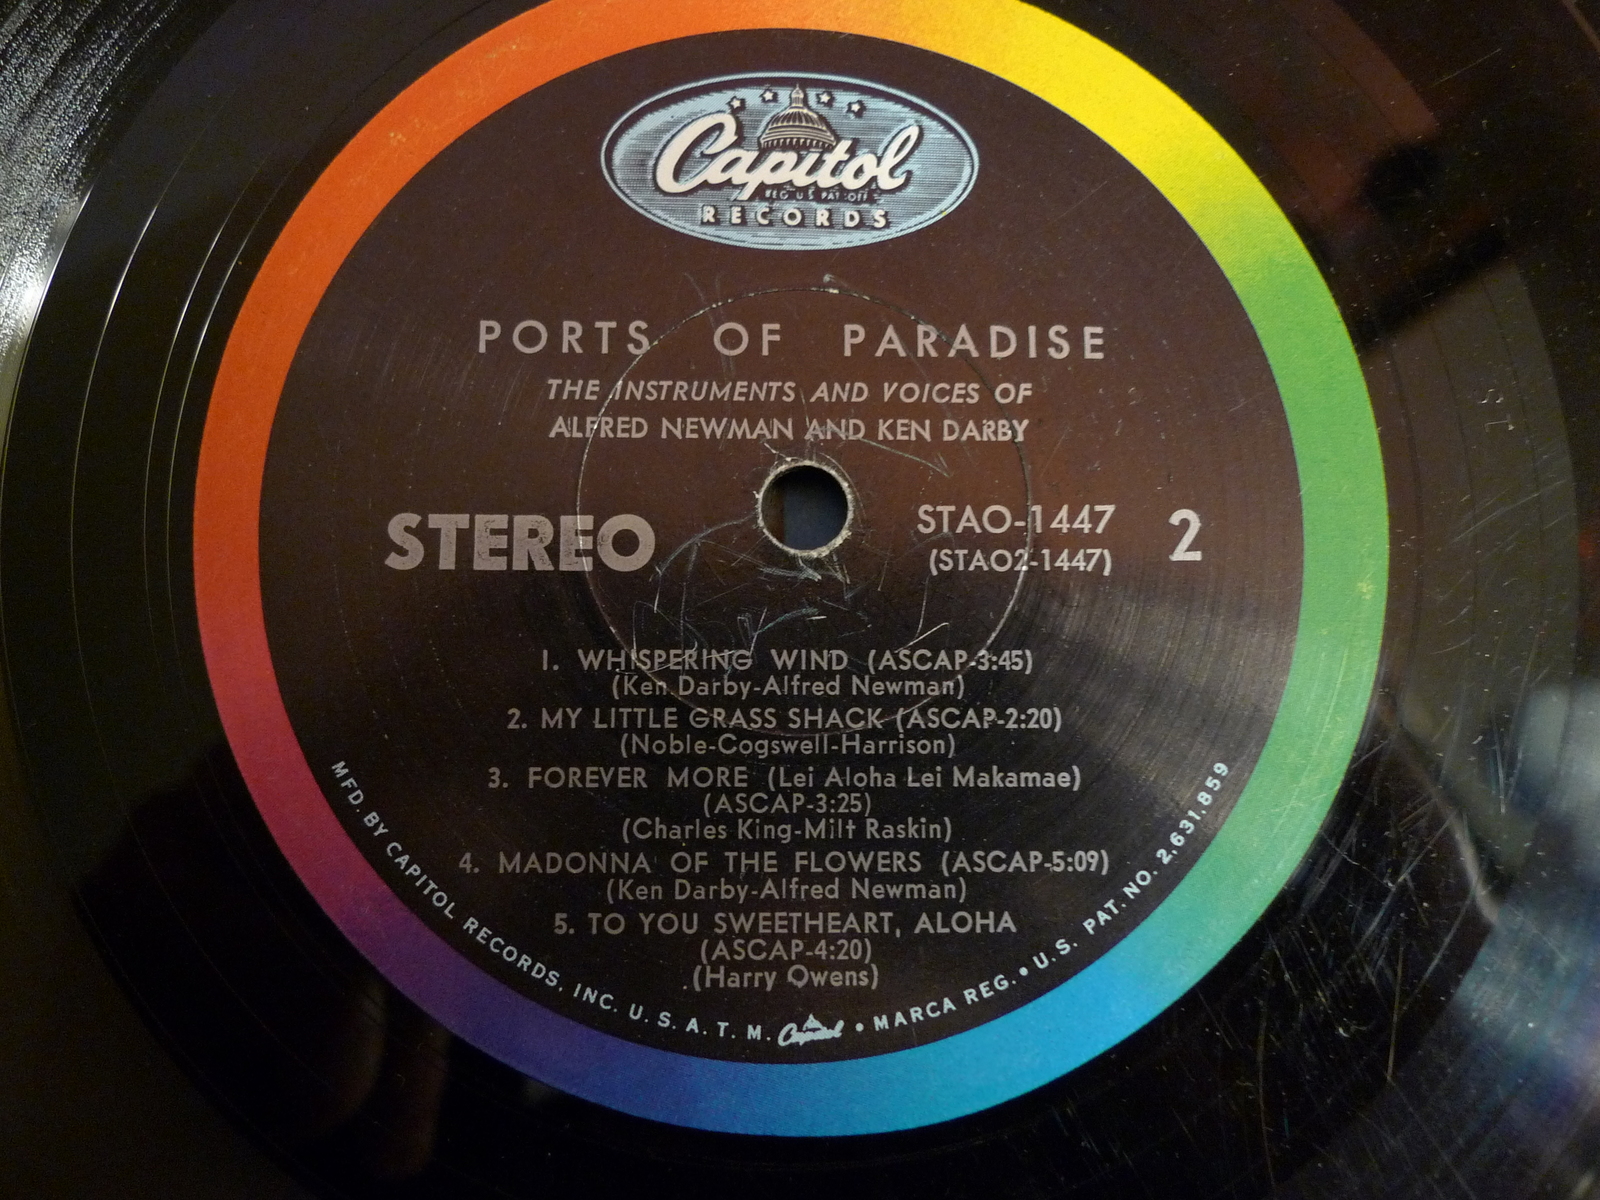 Capitol
REG. U.S. PAT. OFF.
RECORDS
PORTS OF PARADISE
THE INSTRUMENTS AND VOICES OF
ALFRED NEWMAN AND KEN DARBY
STEREO
STAO-1447
(STAO2-1447)
2
1. WHISPERING WIND (ASCAP-3:45)
(Ken Darby-Alfred Newman)
2. MY LITTLE GRASS SHACK (ASCAP-2:20)
(Noble-Cogswell-Harrison)
3. FOREVER MORE (Lei Aloha Lei Makamae)
(ASCAP-3:25)
(Charles King-Milt Raskin)
4. MADONNA OF THE FLOWERS (ASCAP-5:09)
(Ken Darby-Alfred Newman)
5. TO YOU SWEETHEART, ALOHA
(ASCAP-4:20)
(Harry Owens)
MFD. BY CAPITOL RECORDS, INC. U.S.A. T.M. Capitol • MARCA REG. • U.S. PAT. NO. 2,631,859